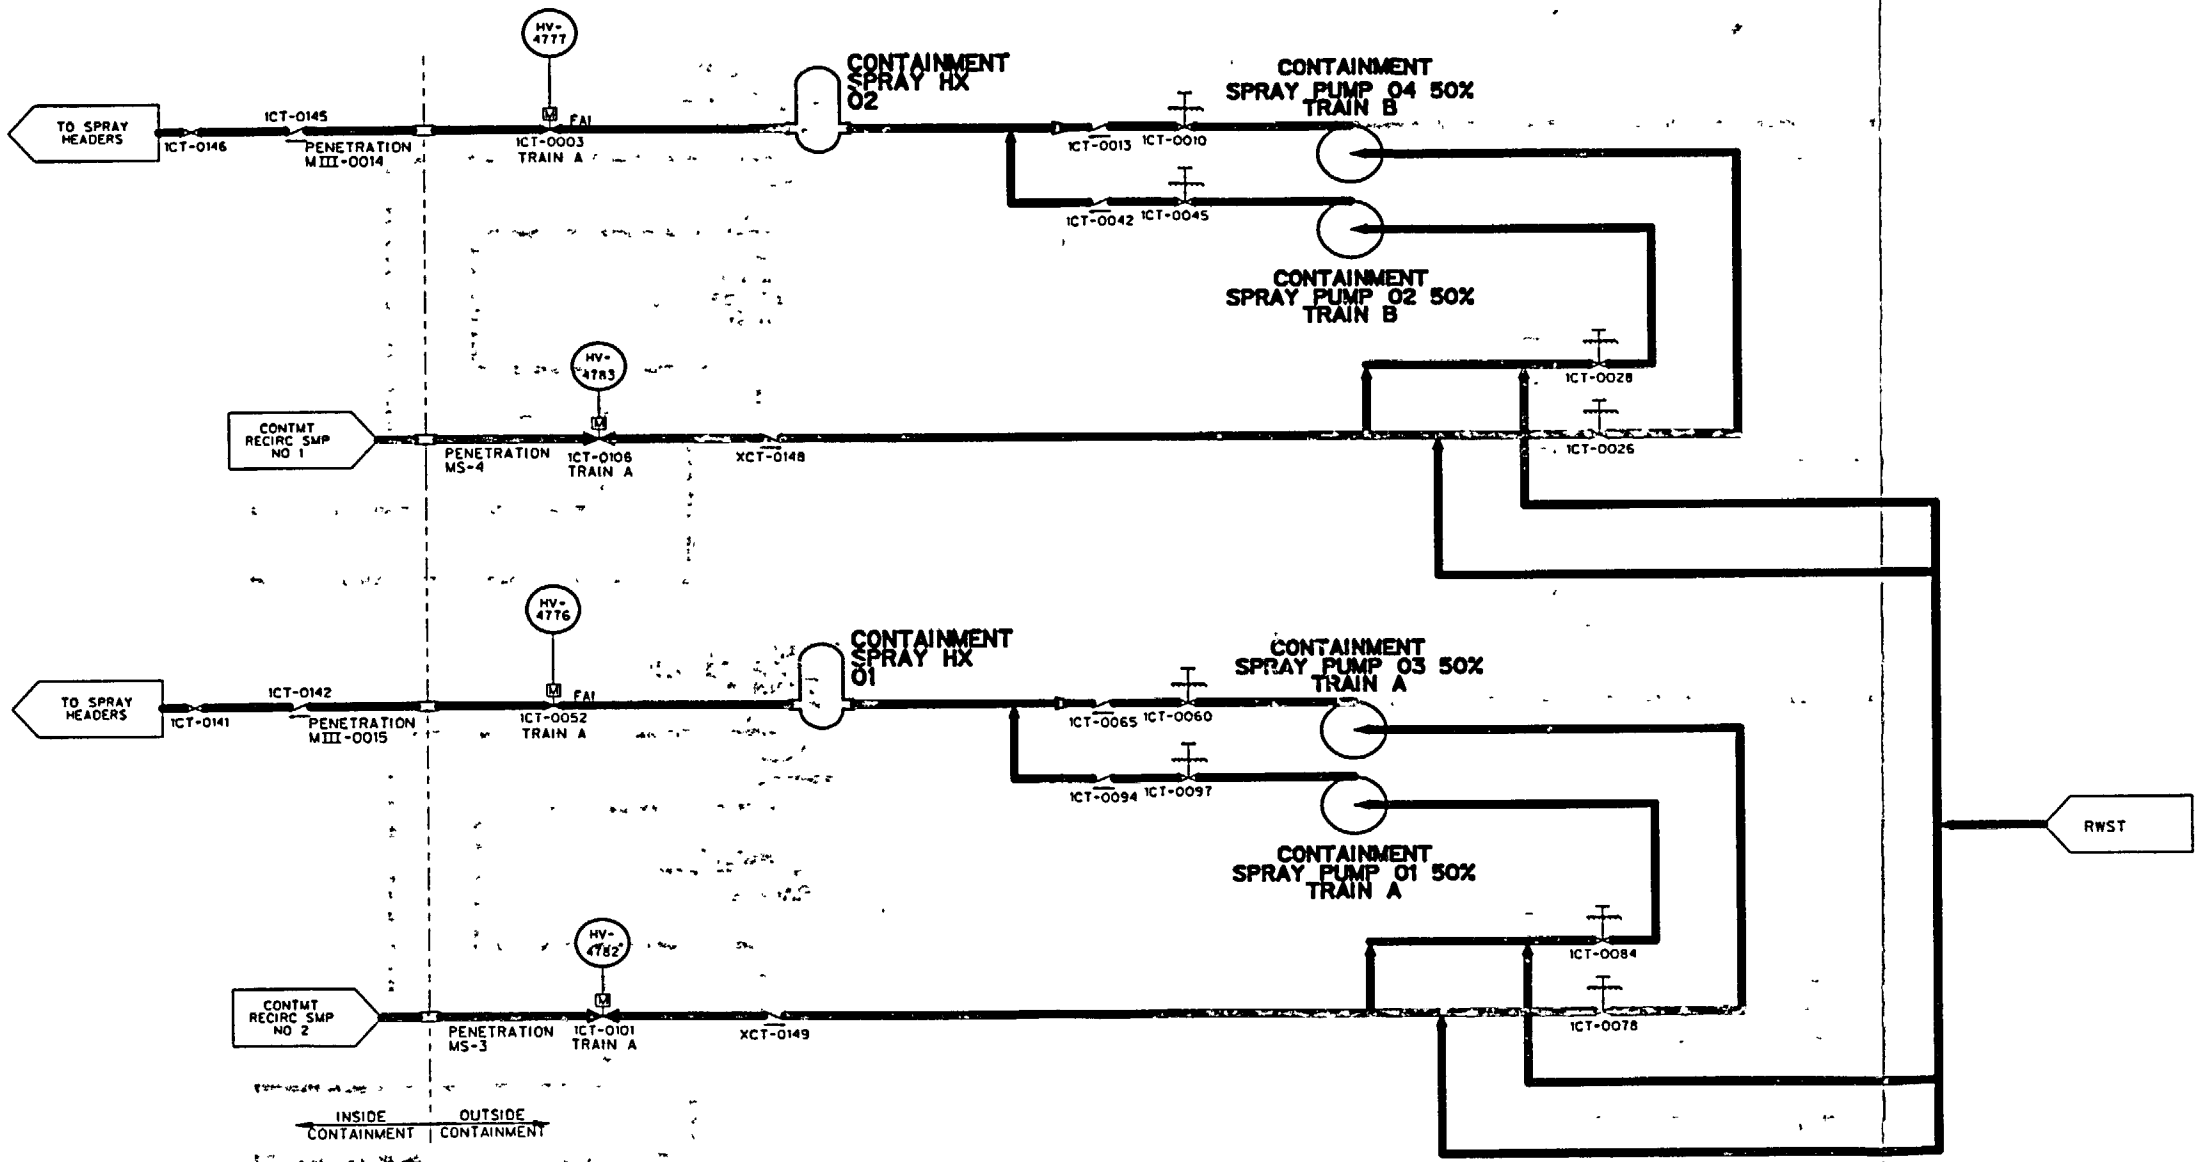 HV-
4777
CONTAINMENT
SPRAY HX
02
CONTAINMENT
SPRAY PUMP 04 50%
TRAIN B
TO SPRAY
HEADERS
1CT-0146
1CT-0145
PENETRATION
MIII-0014
M
FAI
1CT-0003
TRAIN A
1CT-0013
1CT-0010
1CT-0042
1CT-0045
CONTAINMENT
SPRAY PUMP 02 50%
TRAIN B
HV-
4783
M
1CT-0028
CONTMT
RECIRC SMP
NO 1
PENETRATION
MS-4
1CT-0106
TRAIN A
XCT-0148
1CT-0026
HV-
4776
CONTAINMENT
SPRAY HX
01
CONTAINMENT
SPRAY PUMP 03 50%
TRAIN A
TO SPRAY
HEADERS
1CT-0141
1CT-0142
PENETRATION
MIII-0015
M
FAI
1CT-0052
TRAIN A
1CT-0065
1CT-0060
1CT-0094
1CT-0097
CONTAINMENT
SPRAY PUMP 01 50%
TRAIN A
RWST
HV-
4782
M
1CT-0084
CONTMT
RECIRC SMP
NO 2
PENETRATION
MS-3
1CT-0101
TRAIN A
XCT-0149
1CT-0078
INSIDE
CONTAINMENT
OUTSIDE
CONTAINMENT